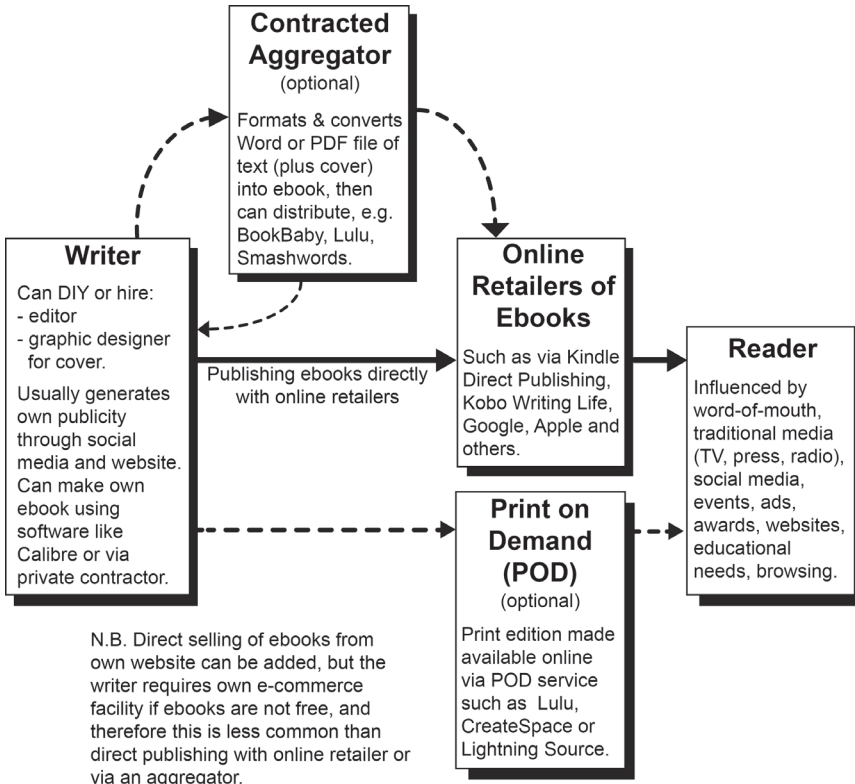 Contracted
Aggregator
(optional)
Formats & converts
Word or PDF file of
text (plus cover)
into ebook, then
can distribute, e.g.
BookBaby, Lulu,
Smashwords.
Writer
Can DIY or hire:
- editor
- graphic designer
for cover.
Usually generates
own publicity
through social
media and website.
Can make own
ebook using
software like
Calibre or via
private contractor.
Publishing ebooks directly
with online retailers
Online
Retailers of
Ebooks
Such as via Kindle
Direct Publishing,
Kobo Writing Life,
Google, Apple and
others.
Reader
Influenced by
word-of-mouth,
traditional media
(TV, press, radio),
social media,
events, ads,
awards, websites,
educational
needs, browsing.
Print on
Demand
(POD)
(optional)
Print edition made
available online
via POD service
such as Lulu,
CreateSpace or
Lightning Source.
N.B. Direct selling of ebooks from
own website can be added, but the
writer requires own e-commerce
facility if ebooks are not free, and
therefore this is less common than
direct publishing with online retailer or
via an aggregator.